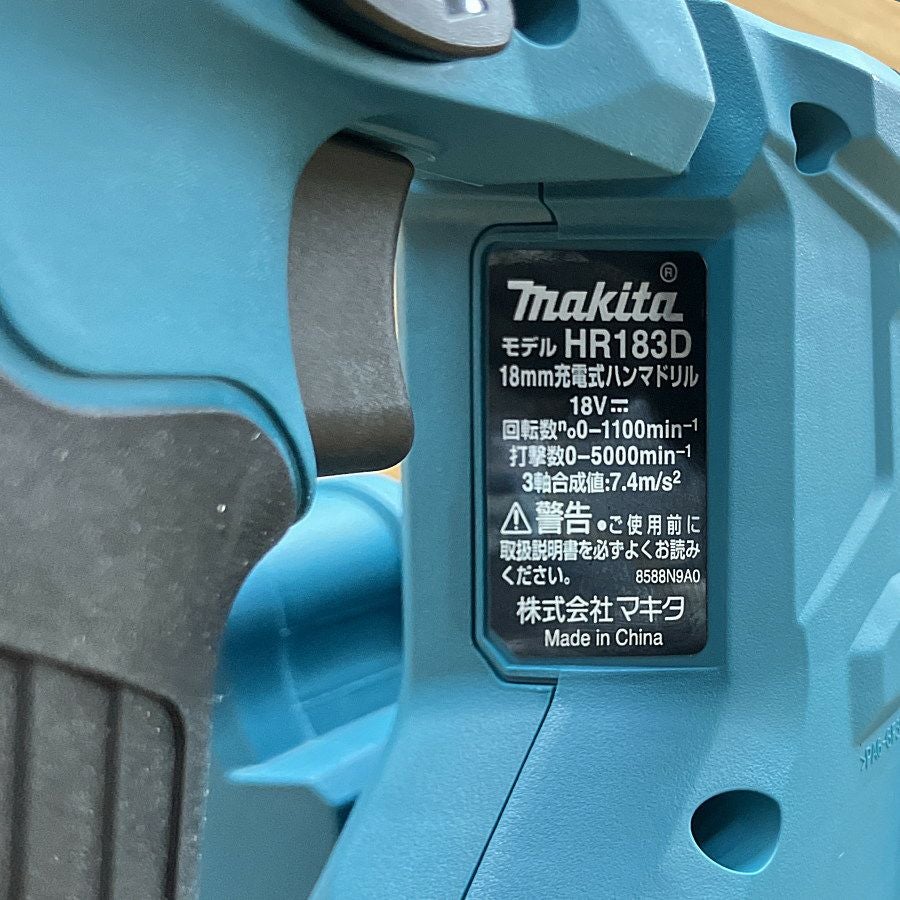 makita®
モデル HR183D
18mm充電式ハンマドリル
18V⎓
回転数n₀0-1100min⁻¹
打撃数0-5000min⁻¹
3軸合成値:7.4m/s²
⚠警告 ●ご使用前に
取扱説明書を必ずよくお読み
ください。 8588N9A0
株式会社マキタ
Made in China